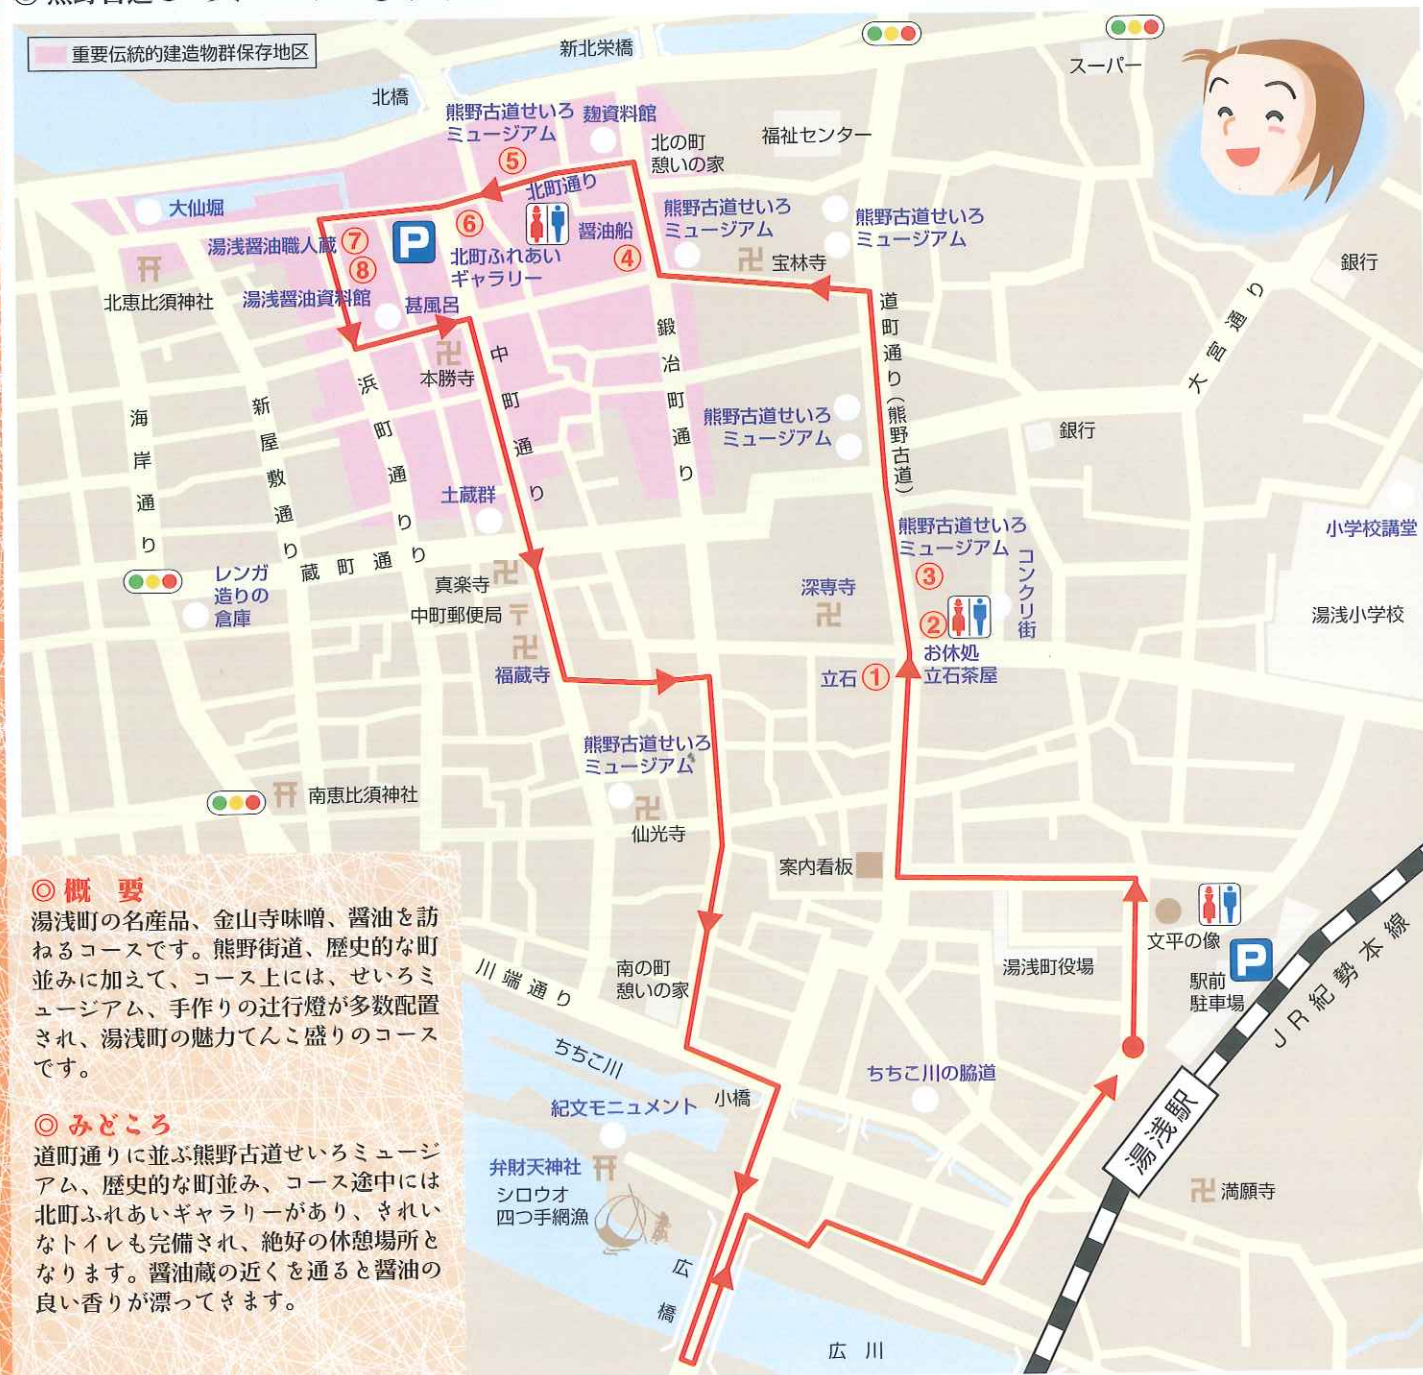 重要伝統的建造物群保存地区
新北栄橋
スーパー
北橋
熊野古道せいろ
ミュージアム
麹資料館
⑤
北の町
憩いの家
福祉センター
大仙堀
北町通り
⑥
P
醤油船
④
北町ふれあい
ギャラリー
熊野古道せいろ
ミュージアム
熊野古道せいろ
ミュージアム
卍 宝林寺
銀行
湯浅醤油職人蔵 ⑦
⑧
北恵比須神社
湯浅醤油資料館
甚風呂
卍
本勝寺
道町通り(熊野古道)
大宮通り
鍛冶町通り
中町通り
浜町通り
新屋敷通り
海岸通り
熊野古道せいろ
ミュージアム
銀行
土蔵群
蔵町通り
レンガ
造りの
倉庫
真楽寺 卍
中町郵便局 〒
卍
福蔵寺
深専寺
卍
熊野古道せいろ
ミュージアム
③
②
コンクリ街
お休処
立石茶屋
立石 ①
小学校講堂
湯浅小学校
熊野古道せいろ
ミュージアム
卍
仙光寺
南恵比須神社
案内看板
文平の像
P
駅前
駐車場
湯浅町役場
JR紀勢本線
南の町
憩いの家
川端通り
ちちこ川
小橋
ちちこ川の脇道
紀文モニュメント
弁財天神社
シロウオ
四つ手網漁
広橋
広川
湯浅駅
卍 満願寺
◎概 要
湯浅町の名産品、金山寺味噌、醤油を訪
ねるコースです。熊野街道、歴史的な町
並みに加えて、コース上には、せいろミ
ュージアム、手作りの辻行燈が多数配置
され、湯浅町の魅力てんこ盛りのコース
です。
◎みどころ
道町通りに並ぶ熊野古道せいろミュージ
アム、歴史的な町並み、コース途中には
北町ふれあいギャラリーがあり、きれい
なトイレも完備され、絶好の休憩場所と
なります。醤油蔵の近くを通ると醤油の
良い香りが漂ってきます。